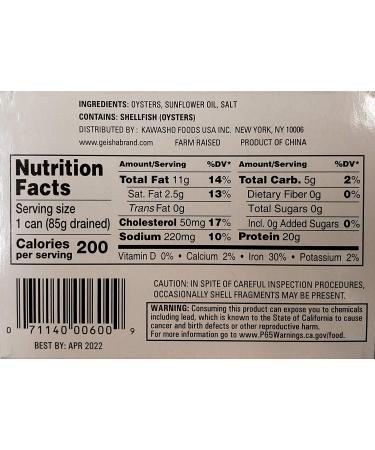 INGREDIENTS: OYSTERS, SUNFLOWER OIL, SALT
CONTAINS: SHELLFISH (OYSTERS)
DISTRIBUTED BY : KAWASHO FOODS USA INC. NEW YORK, NY 10006
www.geishabrand.com FARM RAISED PRODUCT OF CHINA
Nutrition Facts
Serving size
1 can (85g drained)
Calories per serving 200
Amount/Serving %DV*
Total Fat 11g 14%
Sat. Fat 2.5g 13%
Trans Fat 0g
Cholesterol 50mg 17%
Sodium 220mg 10%
Amount/Serving %DV*
Total Carb. 5g 2%
Dietary Fiber 0g 0%
Total Sugars 0g
Incl. 0g Added Sugars 0%
Protein 20g
Vitamin D 0% • Calcium 2% • Iron 30% • Potassium 2%
0 71140 00600 9
BEST BY: APR 2022
CAUTION: IN SPITE OF CAREFUL INSPECTION PROCEDURES,
OCCASIONALLY SHELL FRAGMENTS MAY BE PRESENT.
WARNING: Consuming this product can expose you to chemicals
including lead, which is known to the State of California to cause
cancer and birth defects or other reproductive harm.
For more information go to www.P65Warnings.ca.gov/food.